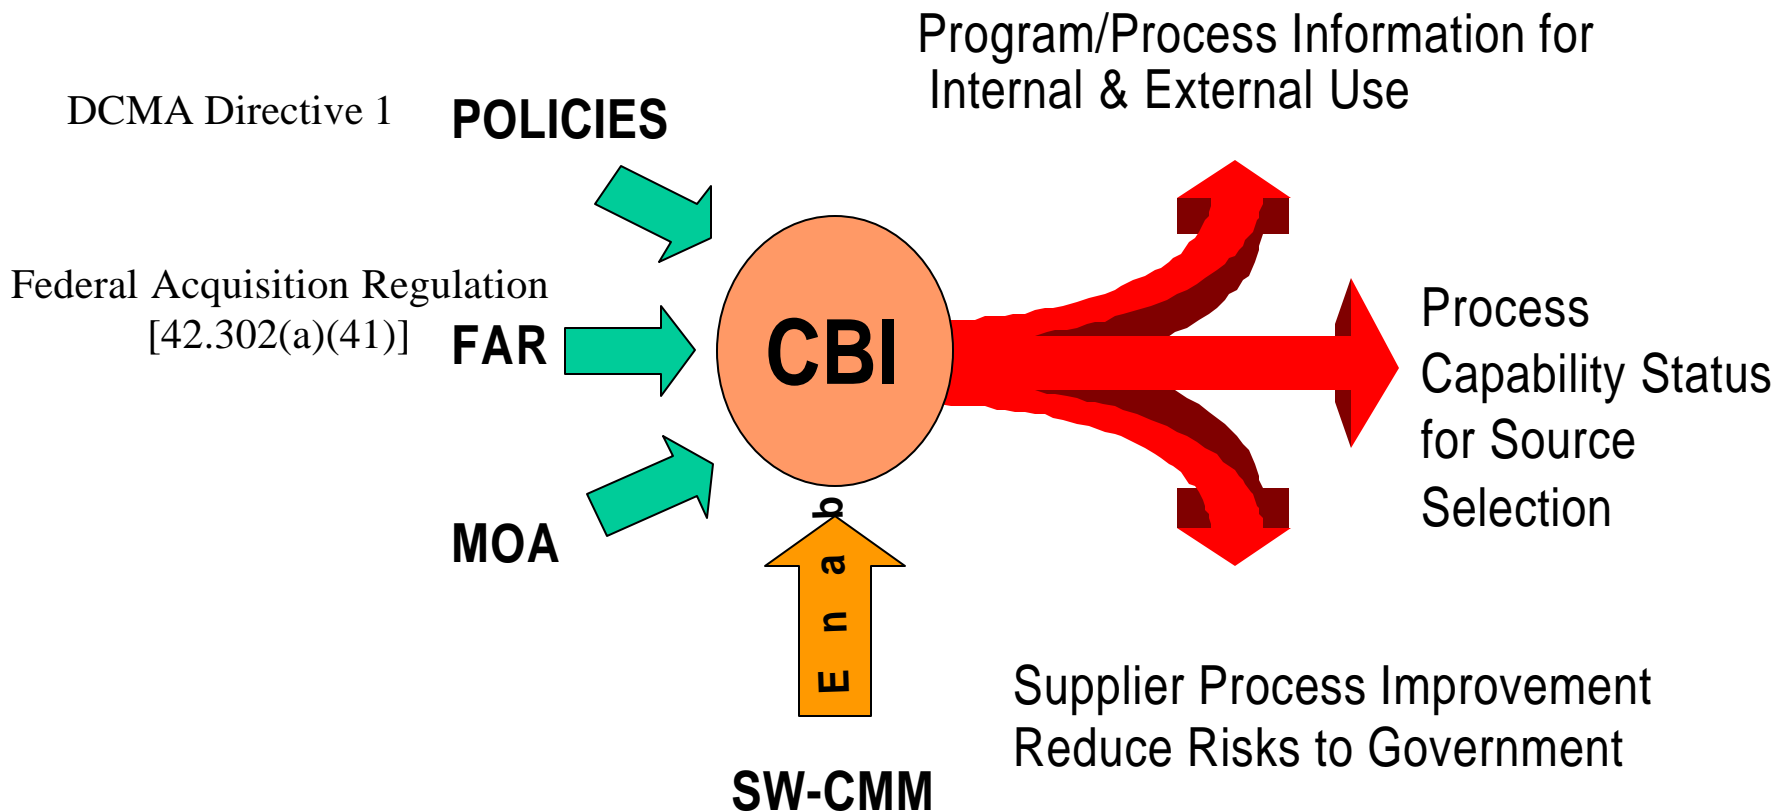 Program/Process Information for
Internal & External Use
DCMA Directive 1
POLICIES
Federal Acquisition Regulation
[42.302(a)(41)]
FAR
CBI
Process
Capability Status
for Source
Selection
MOA
Enab
Supplier Process Improvement
Reduce Risks to Government
SW-CMM